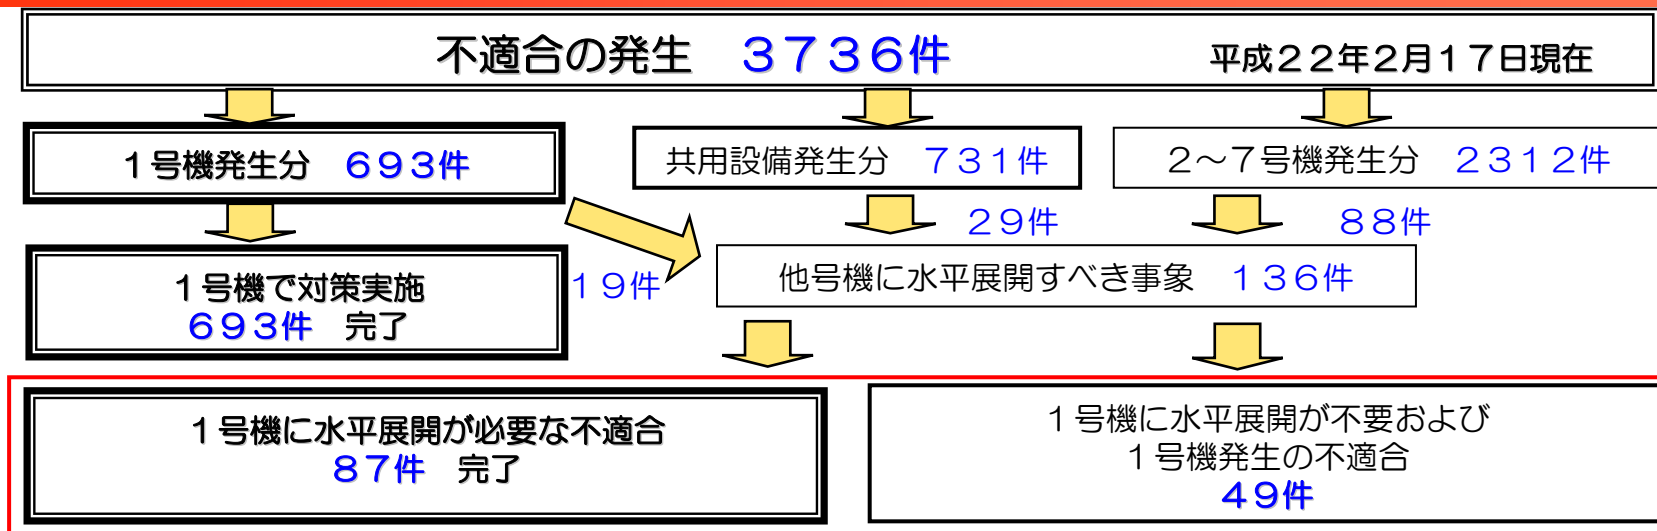 不適合の発生　３７３６件　平成２２年２月１７日現在
１号機発生分　６９３件
共用設備発生分　７３１件
２～７号機発生分　２３１２件
２９件
８８件
１号機で対策実施
６９３件　完了
１９件
他号機に水平展開すべき事象　１３６件
１号機に水平展開が必要な不適合
８７件　完了
１号機に水平展開が不要および
１号機発生の不適合
４９件